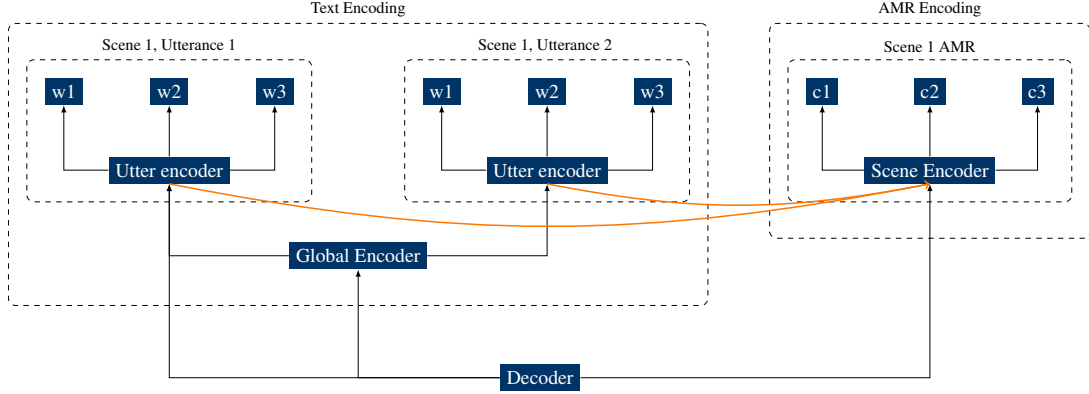 Text Encoding
AMR Encoding
Scene 1, Utterance 1
Scene 1, Utterance 2
Scene 1 AMR
w1 w2 w3
w1 w2 w3
c1 c2 c3
Utter encoder
Utter encoder
Scene Encoder
Global Encoder
Decoder